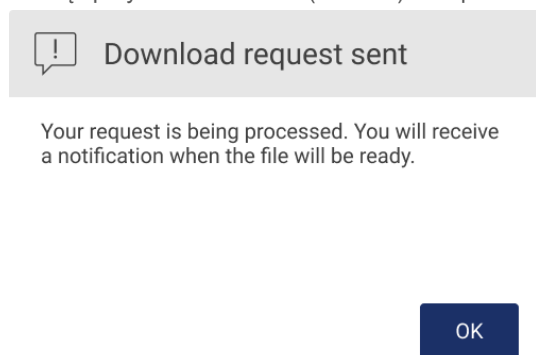 !
Download request sent
Your request is being processed. You will receive
a notification when the file will be ready.
OK